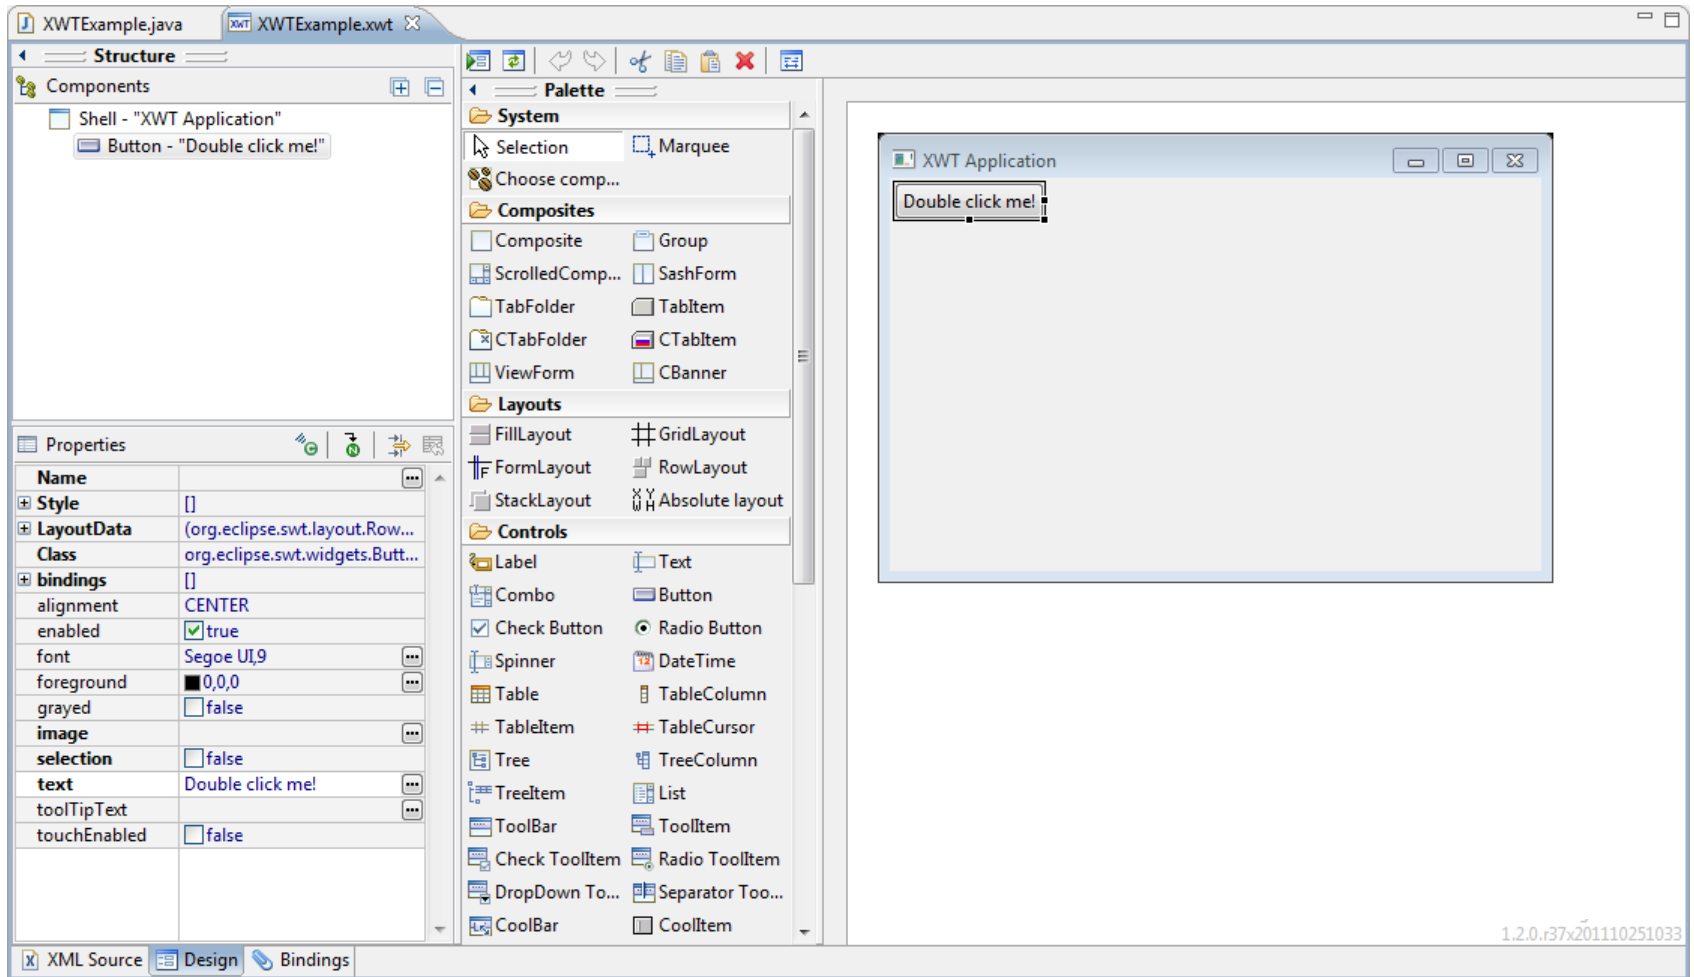 XWTExample.java
XWTExample.xwt
Structure
Components
Shell - "XWT Application"
Button - "Double click me!"
Properties
Name
Style []
LayoutData (org.eclipse.swt.layout.Row...
Class org.eclipse.swt.widgets.Butt...
bindings []
alignment CENTER
enabled true
font Segoe UI,9
foreground 0,0,0
grayed false
image
selection false
text Double click me!
toolTipText
touchEnabled false
Palette
System
Selection Marquee
Choose comp...
Composites
Composite Group
ScrolledComp... SashForm
TabFolder TabItem
CTabFolder CTabItem
ViewForm CBanner
Layouts
FillLayout GridLayout
FormLayout RowLayout
StackLayout Absolute layout
Controls
Label Text
Combo Button
Check Button Radio Button
Spinner DateTime
Table TableColumn
TableItem TableCursor
Tree TreeColumn
TreeItem List
ToolBar ToolItem
Check ToolItem Radio ToolItem
DropDown To... Separator Too...
CoolBar CoolItem
XWT Application
Double click me!
1.2.0.r37x201110251033
XML Source Design Bindings